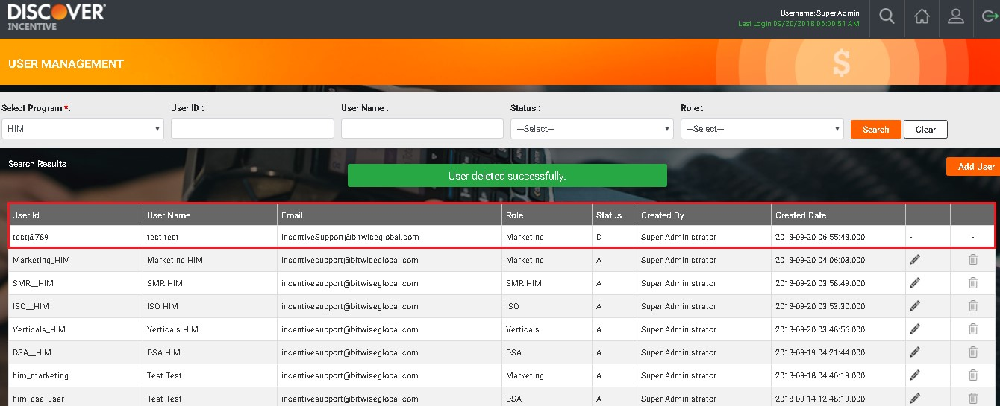 DISCOVER
INCENTIVE
Username: Super Admin
Last Login 09/20/2018 06:00:51 AM
USER MANAGEMENT
$
Select Program *: User ID : User Name : Status : Role :
HIM ---Select--- ---Select--- Search Clear
Search Results
Add User
User deleted successfully.
User Id User Name Email Role Status Created By Created Date
test@789 test test IncentiveSupport@bitwiseglobal.com Marketing D Super Administrator 2018-09-20 06:55:48.000 - -
Marketing_HIM Marketing HIM incentivesupport@bitwiseglobal.com Marketing A Super Administrator 2018-09-20 04:06:03.000
SMR__HIM SMR HIM incentivesupport@bitwiseglobal.com SMR HIM A Super Administrator 2018-09-20 03:58:49.000
ISO__HIM ISO HIM incentivesupport@bitwiseglobal.com ISO A Super Administrator 2018-09-20 03:53:30.000
Verticals_HIM Verticals HIM incentivesupport@bitwiseglobal.com Verticals A Super Administrator 2018-09-20 03:48:56.000
DSA__HIM DSA HIM incentivesupport@bitwiseglobal.com DSA A Super Administrator 2018-09-19 04:21:44.000
him_marketing Test Test incentivesupport@bitwiseglobal.com Marketing A Super Administrator 2018-09-18 04:40:19.000
him_dsa_user Test Test incentivesupport@bitwiseglobal.com DSA A Super Administrator 2018-09-14 12:48:19.000